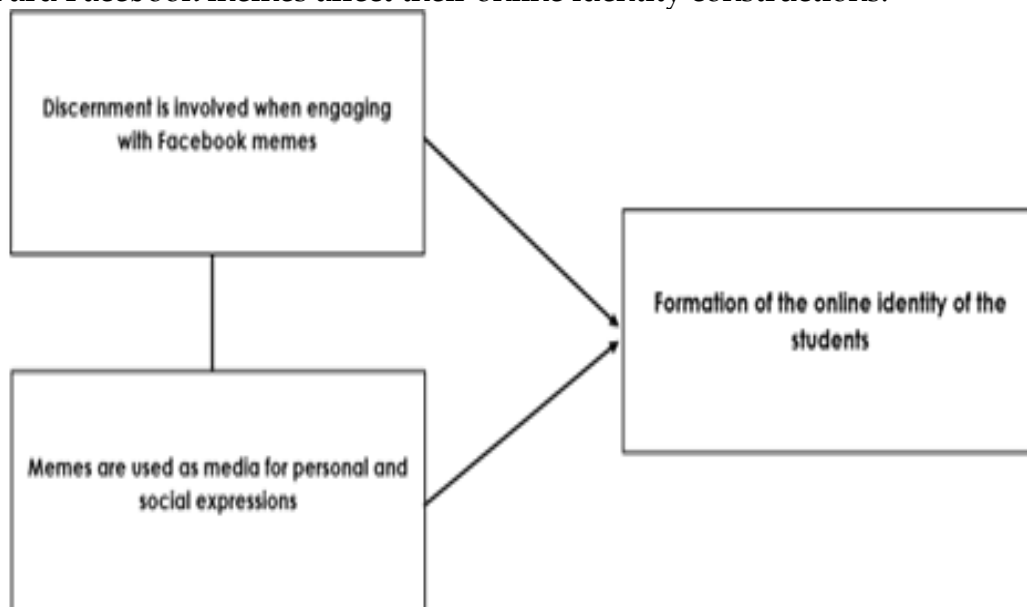 Facebook memes affect their online identity constructions.
Discernment is involved when engaging
with Facebook memes
Formation of the online identity of the
students
Memes are used as media for personal and
social expressions